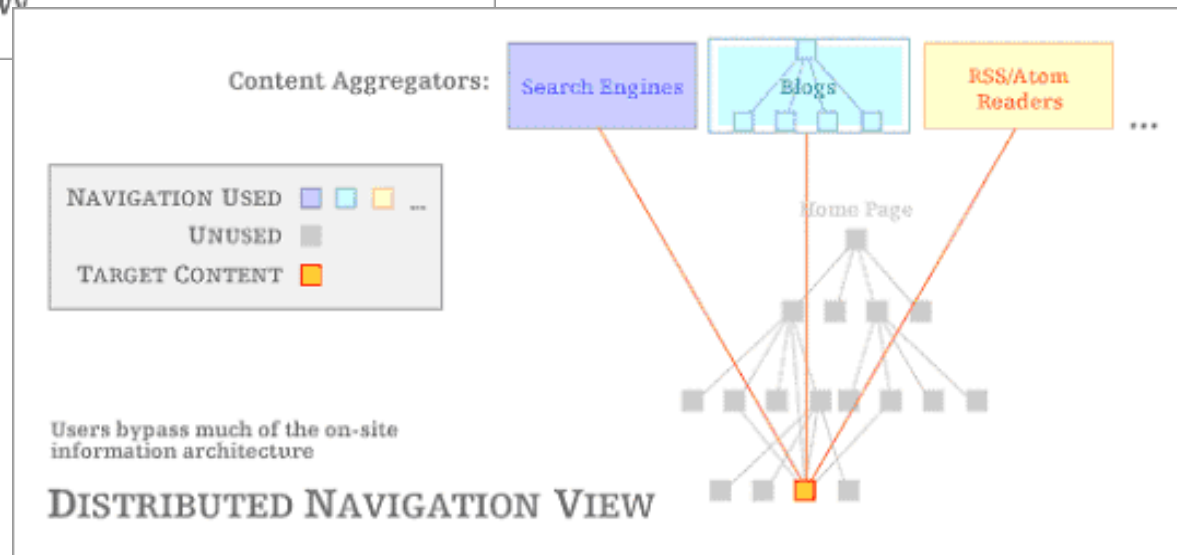 Content Aggregators:
Search Engines
Blogs
RSS/Atom
Readers
...
NAVIGATION USED
...
UNUSED
TARGET CONTENT
Home Page
Users bypass much of the on-site
information architecture
DISTRIBUTED NAVIGATION VIEW